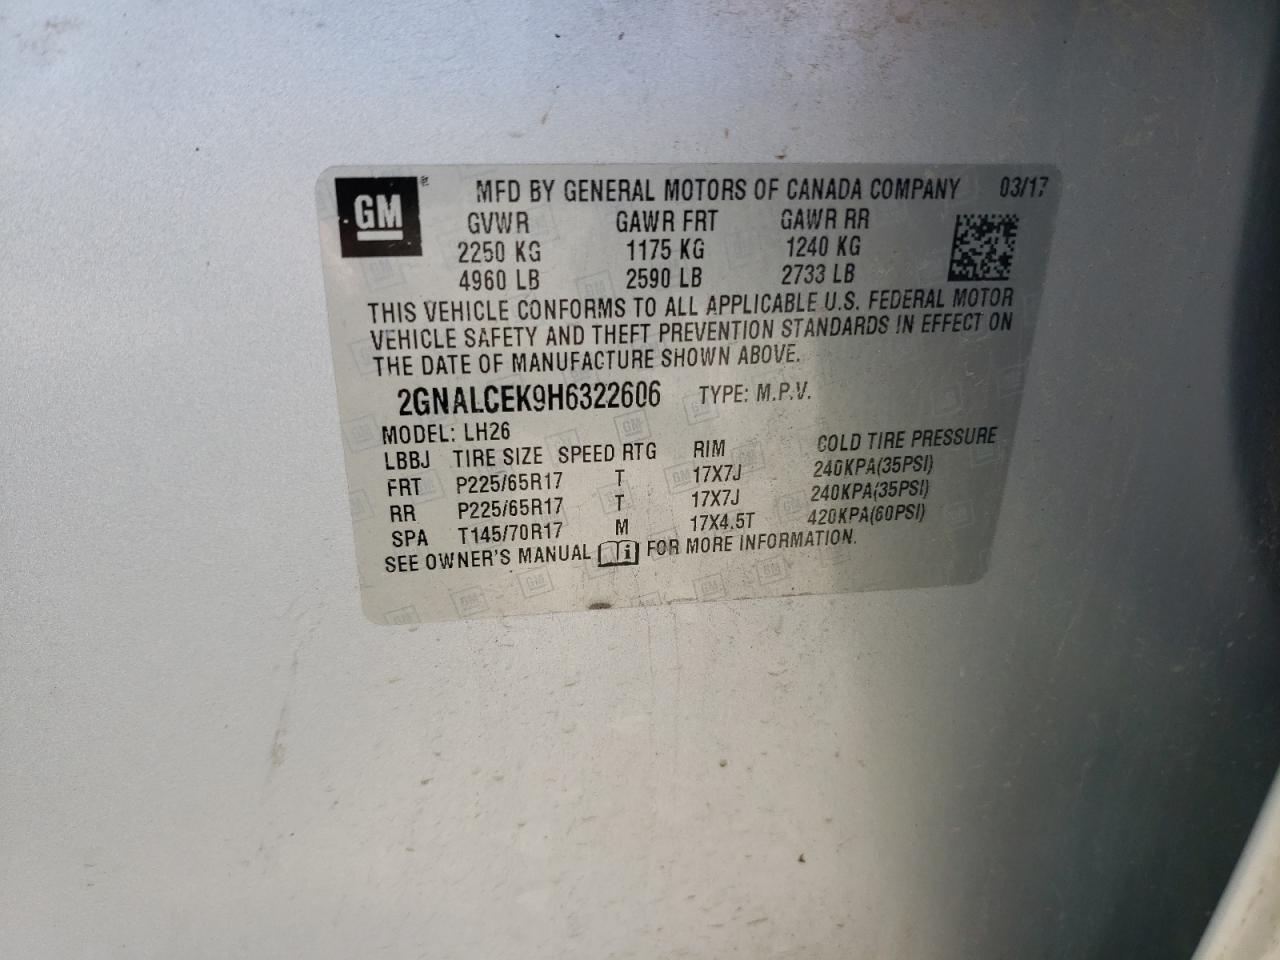 GM
MFD BY GENERAL MOTORS OF CANADA COMPANY 03/17
GVWR GAWR FRT GAWR RR
2250 KG 1175 KG 1240 KG
4960 LB 2590 LB 2733 LB
THIS VEHICLE CONFORMS TO ALL APPLICABLE U.S. FEDERAL MOTOR
VEHICLE SAFETY AND THEFT PREVENTION STANDARDS IN EFFECT ON
THE DATE OF MANUFACTURE SHOWN ABOVE.
2GNALCEK9H6322606 TYPE: M.P.V.
MODEL: LH26
LBBJ TIRE SIZE SPEED RTG RIM COLD TIRE PRESSURE
FRT P225/65R17 T 17X7J 240KPA(35PSI)
RR P225/65R17 T 17X7J 240KPA(35PSI)
SPA T145/70R17 M 17X4.5T 420KPA(60PSI)
SEE OWNER'S MANUAL i FOR MORE INFORMATION.